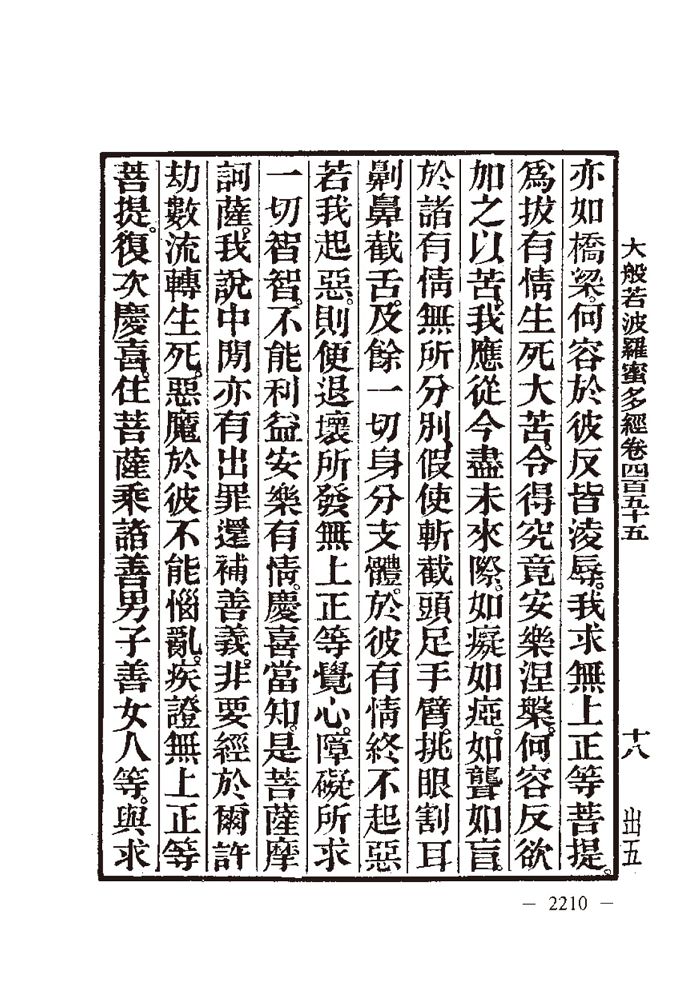 大般若波羅蜜多經卷四百五十五 十八 出五
亦如橋梁。何容於彼反皆淩辱。我求無上正等菩提。
爲拔有情生死大苦。令得究竟安樂涅槃。何容反欲
加之以苦。我應從今盡未來際。如癡如瘂。如聾如盲。
於諸有情無所分別。假使斬截頭足手臂。挑眼割耳
劓鼻截舌。及餘一切身分支體。於彼有情終不起惡
若我起惡。則便退壞所發無上正等覺心。障礙所求
一切智智。不能利益安樂有情。慶喜當知。是菩薩摩
訶薩。我說中閒亦有出罪還補善義。非要經於爾許
劫數流轉生死。惡魔於彼不能惱亂。疾證無上正等
菩提。復次慶喜。住菩薩乘諸善男子善女人等。與求
— 2210 —